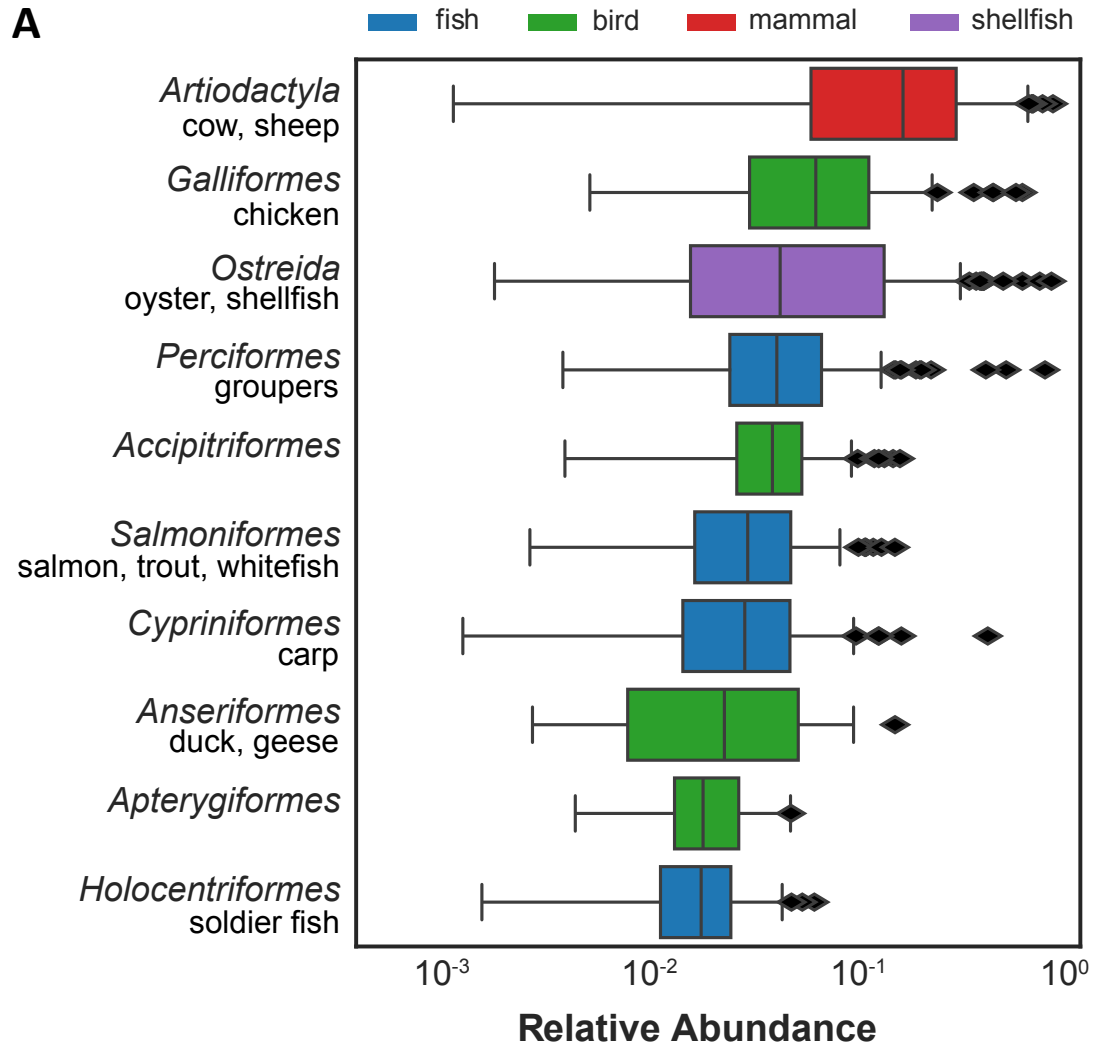 A
fish bird mammal shellfish
Artiodactyla
cow, sheep
Galliformes
chicken
Ostreida
oyster, shellfish
Perciformes
groupers
Accipitriformes
Salmoniformes
salmon, trout, whitefish
Cypriniformes
carp
Anseriformes
duck, geese
Apterygiformes
Holocentriformes
soldier fish
10⁻³ 10⁻² 10⁻¹ 10⁰
Relative Abundance